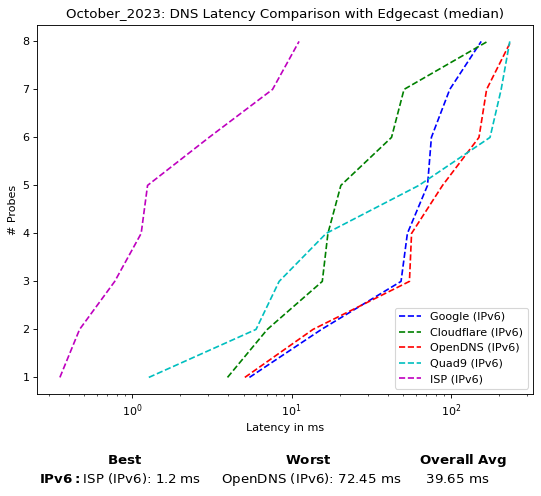 October_2023: DNS Latency Comparison with Edgecast (median)
8
7
6
5
4
3
2
1
# Probes
Google (IPv6)
Cloudflare (IPv6)
OpenDNS (IPv6)
Quad9 (IPv6)
ISP (IPv6)
10⁰ 10¹ 10²
Latency in ms
Best Worst Overall Avg
IPv6: ISP (IPv6): 1.2 ms OpenDNS (IPv6): 72.45 ms 39.65 ms